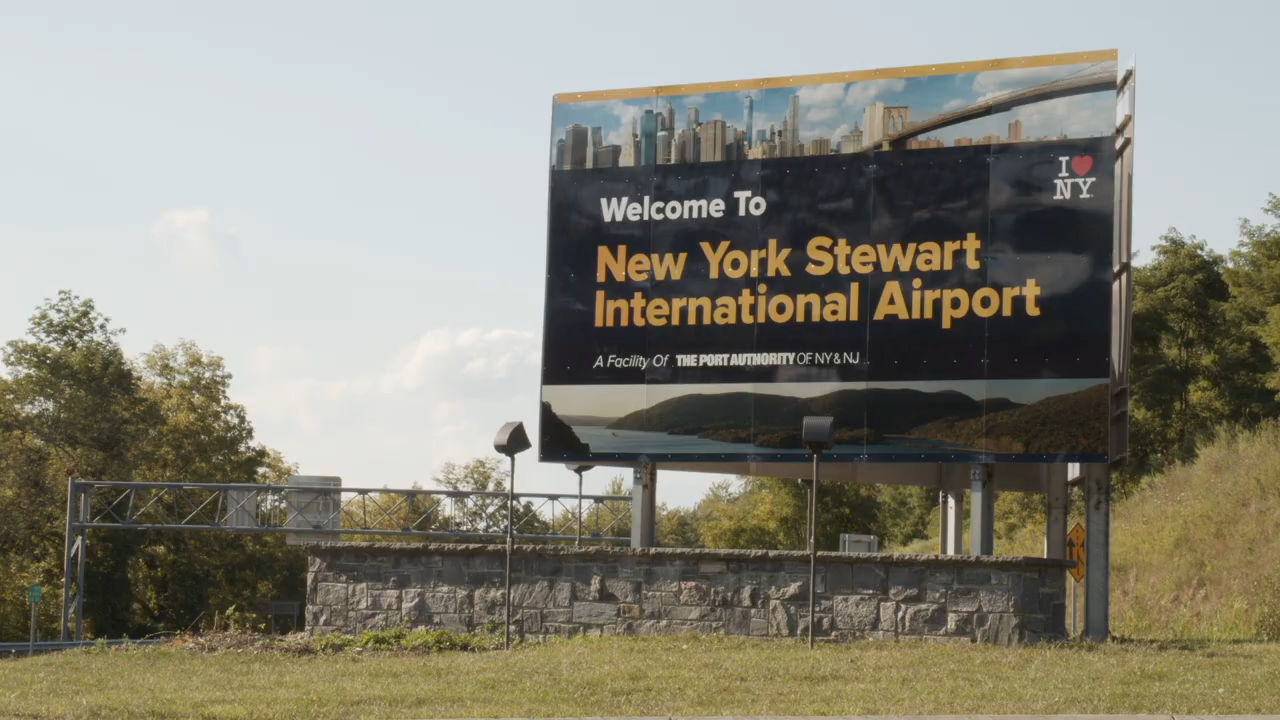 I ♥
NY
Welcome To
New York Stewart
International Airport
A Facility Of THE PORT AUTHORITY OF NY & NJ